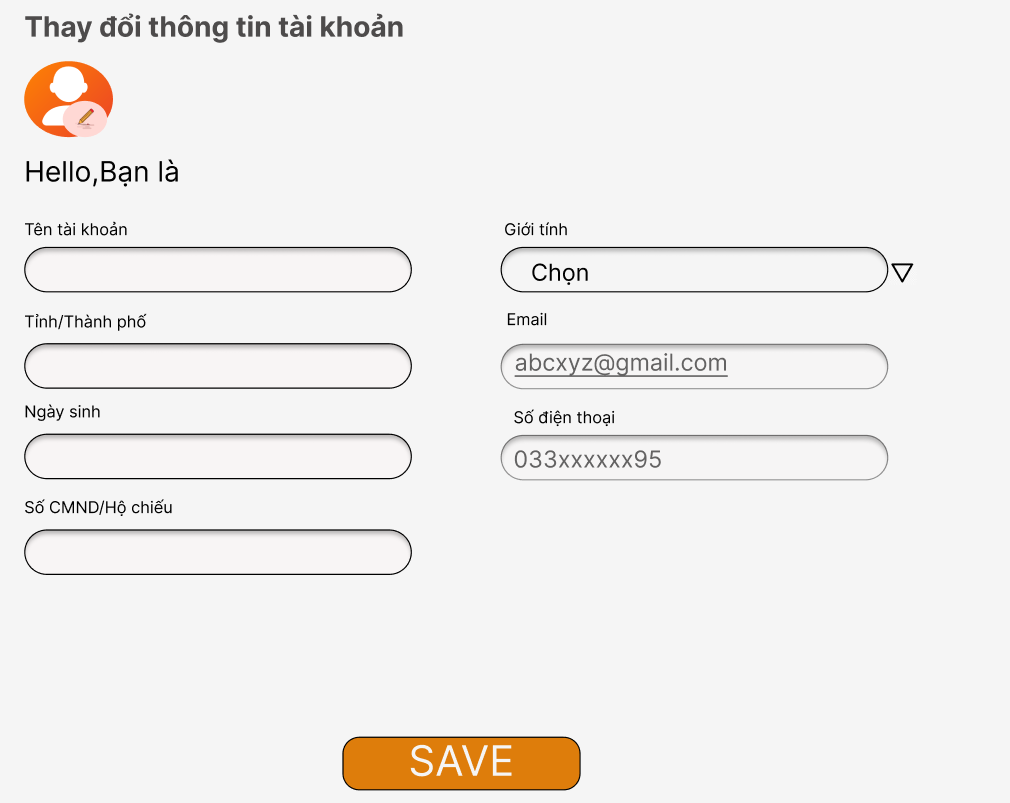 Thay đổi thông tin tài khoản
Hello,Bạn là
Tên tài khoản
Giới tính
Chọn
Tỉnh/Thành phố
Email
abcxyz@gmail.com
Ngày sinh
Số điện thoại
033xxxxxx95
Số CMND/Hộ chiếu
SAVE